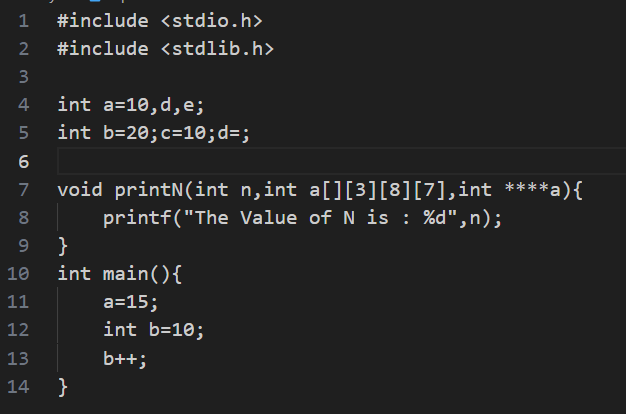 1 #include <stdio.h>
2 #include <stdlib.h>
3
4 int a=10,d,e;
5 int b=20;c=10;d=;
6
7 void printN(int n,int a[][3][8][7],int ****a){
8     printf("The Value of N is : %d",n);
9 }
10 int main(){
11     a=15;
12     int b=10;
13     b++;
14 }